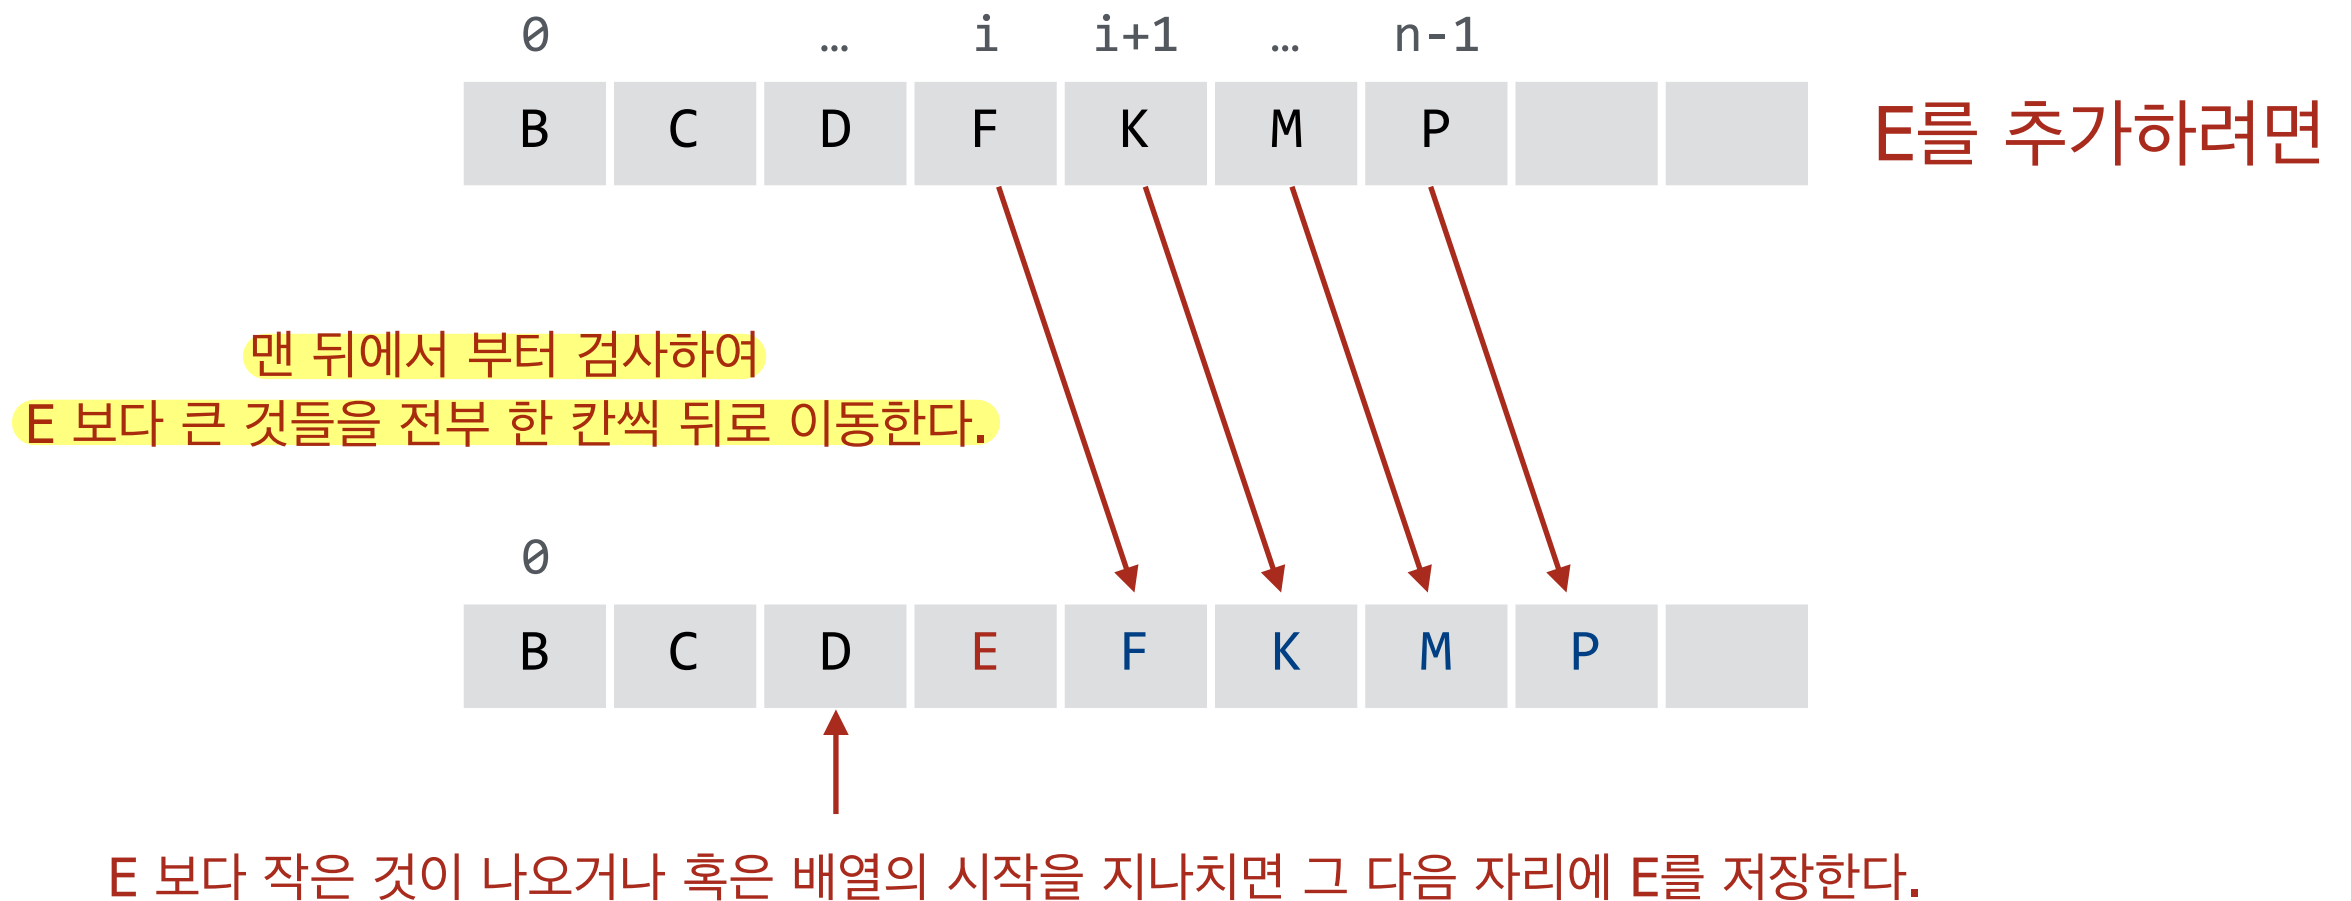 0 … i i+1 … n-1
B C D F K M P
E를 추가하려면
맨 뒤에서 부터 검사하여
E 보다 큰 것들을 전부 한 칸씩 뒤로 이동한다.
0
B C D E F K M P
E 보다 작은 것이 나오거나 혹은 배열의 시작을 지나치면 그 다음 자리에 E를 저장한다.